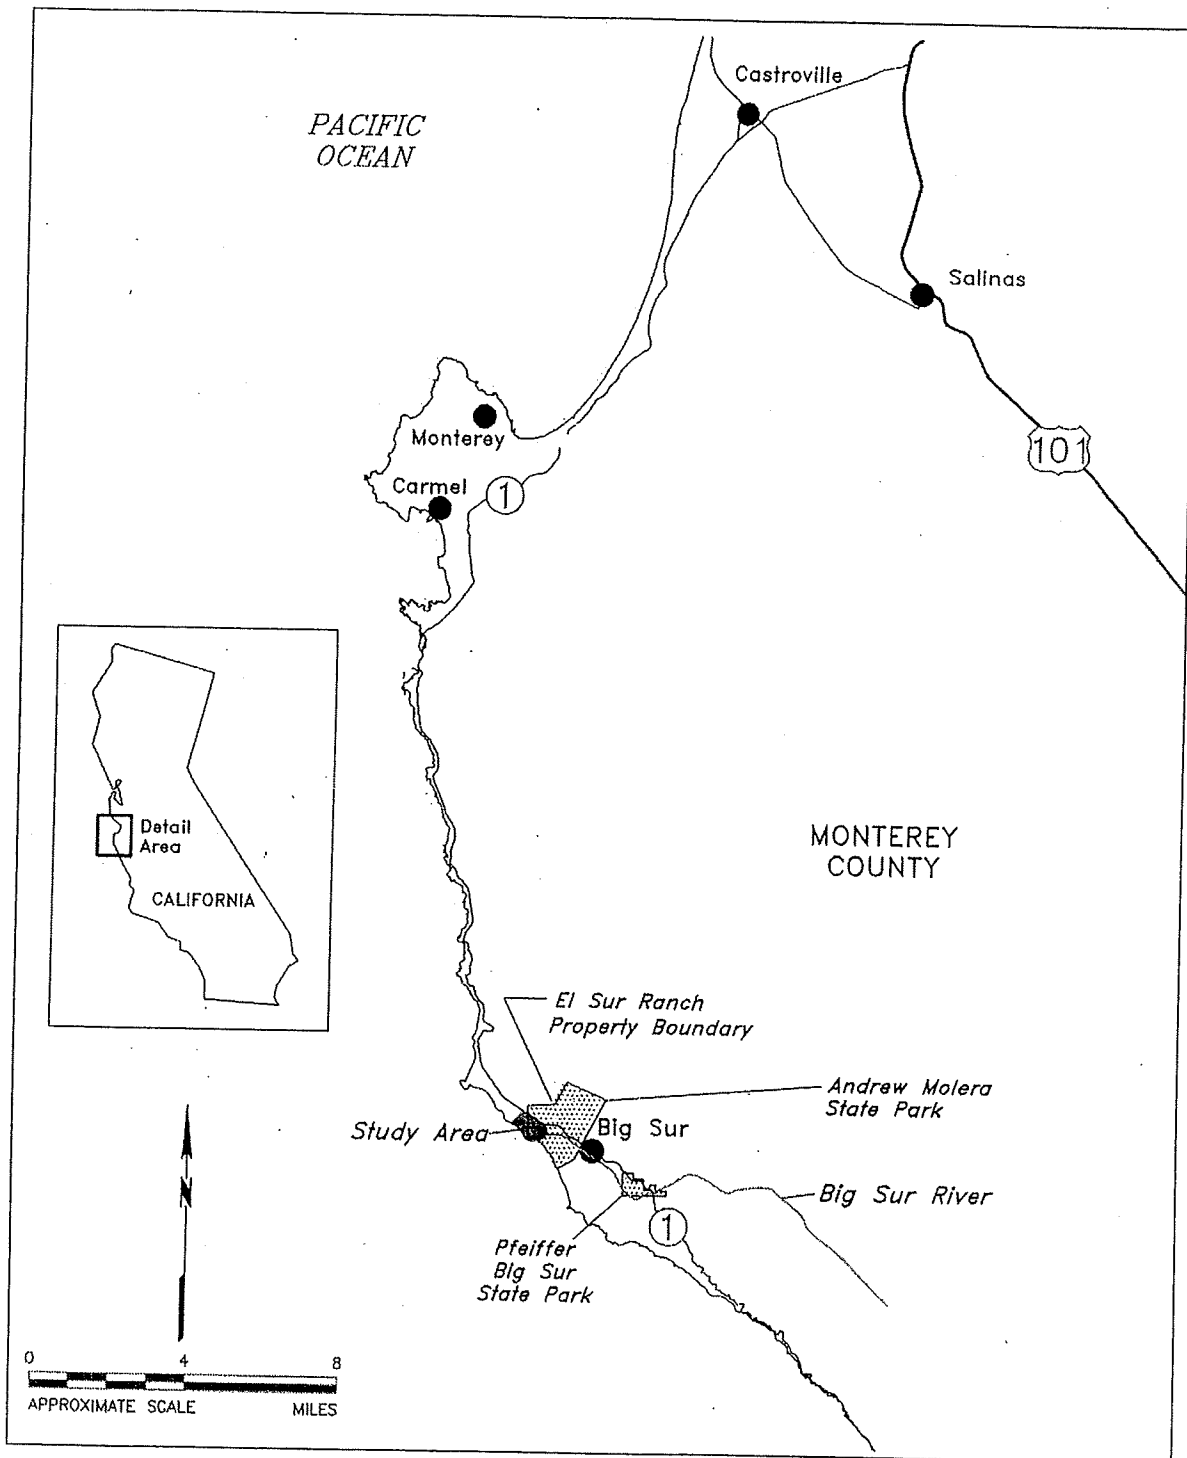 PACIFIC
OCEAN
Castroville
Salinas
101
Monterey
Carmel
1
Detail
Area
CALIFORNIA
MONTEREY
COUNTY
El Sur Ranch
Property Boundary
Andrew Molera
State Park
Study Area
Big Sur
Big Sur River
1
Pfeiffer
Big Sur
State Park
N
0 4 8
APPROXIMATE SCALE MILES